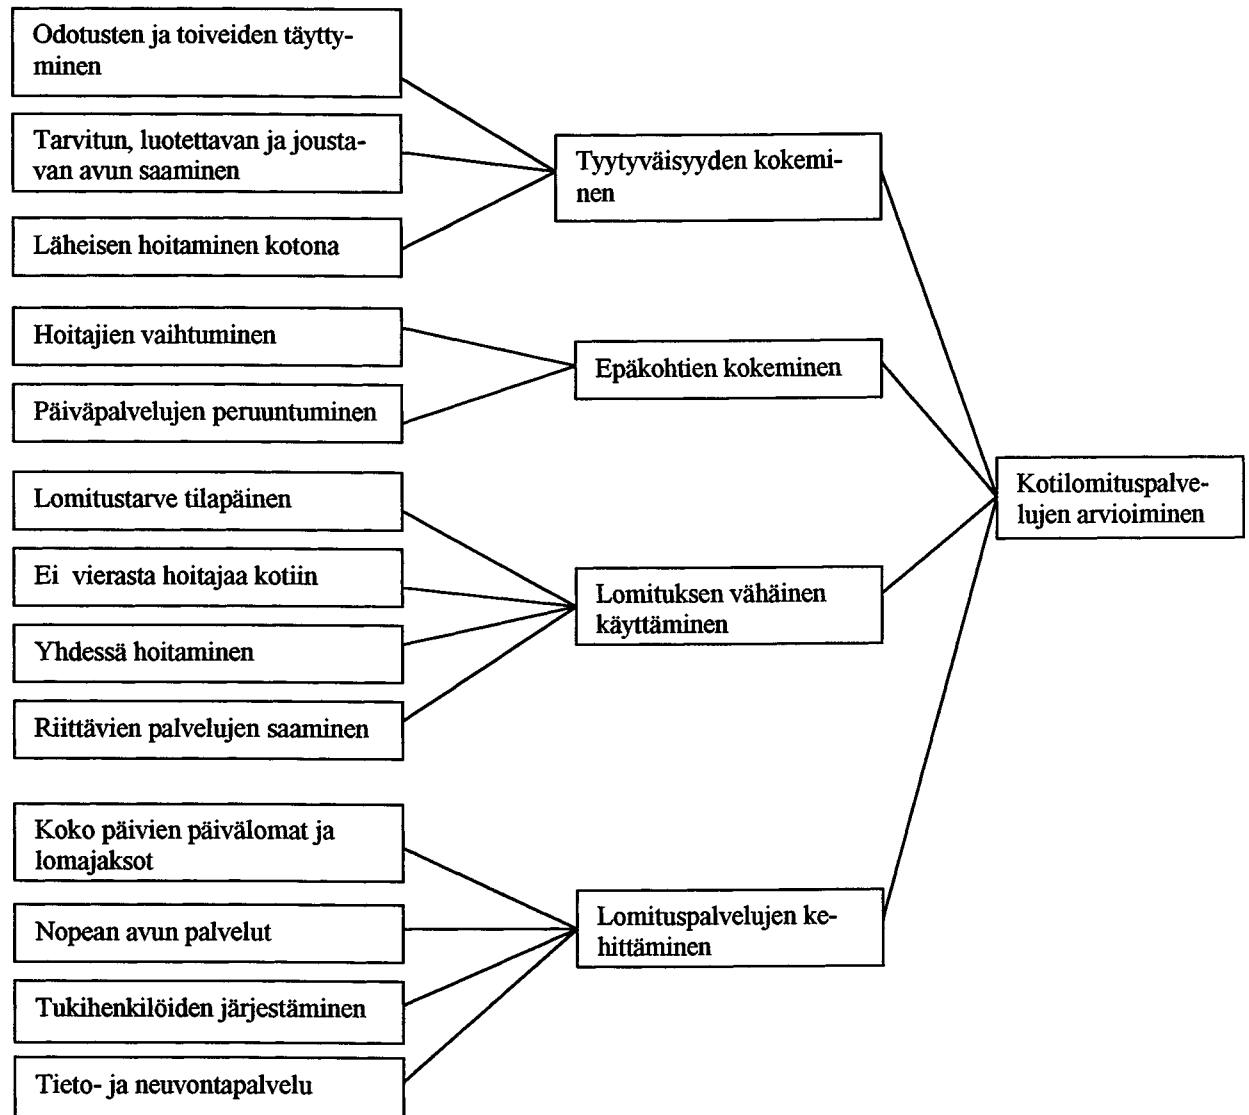 Odotusten ja toiveiden täytty-
minen
Tarvitun, luotettavan ja jousta-
van avun saaminen
Läheisen hoitaminen kotona
Tyytyväisyyden kokemi-
nen
Hoitajien vaihtuminen
Päiväpalvelujen peruuntuminen
Epäkohtien kokeminen
Lomitustarve tilapäinen
Ei vierasta hoitajaa kotiin
Yhdessä hoitaminen
Riittävien palvelujen saaminen
Lomituksen vähäinen
käyttäminen
Koko päivien päivälomat ja
lomajaksot
Nopean avun palvelut
Tukihenkilöiden järjestäminen
Tieto- ja neuvontapalvelu
Lomituspalvelujen ke-
hittäminen
Kotilomituspalve-
lujen arvioiminen